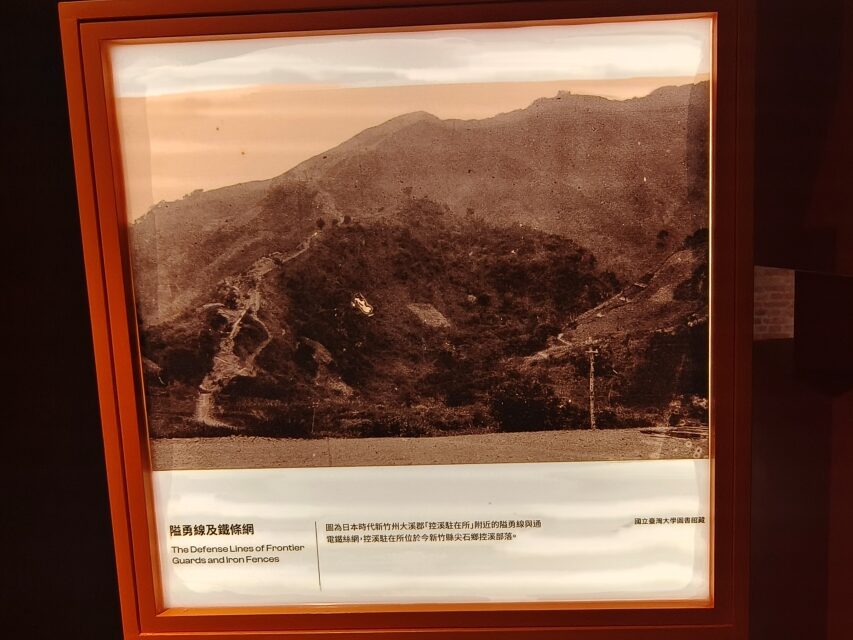 隘勇線及鐵條網
The Defense Lines of Frontier
Guards and Iron Fences
圖為日本時代新竹州大溪郡「控溪駐在所」附近的隘勇線與通
電鐵絲網，控溪駐在所位於今新竹縣尖石鄉控溪部落。
國立臺灣大學圖書館藏